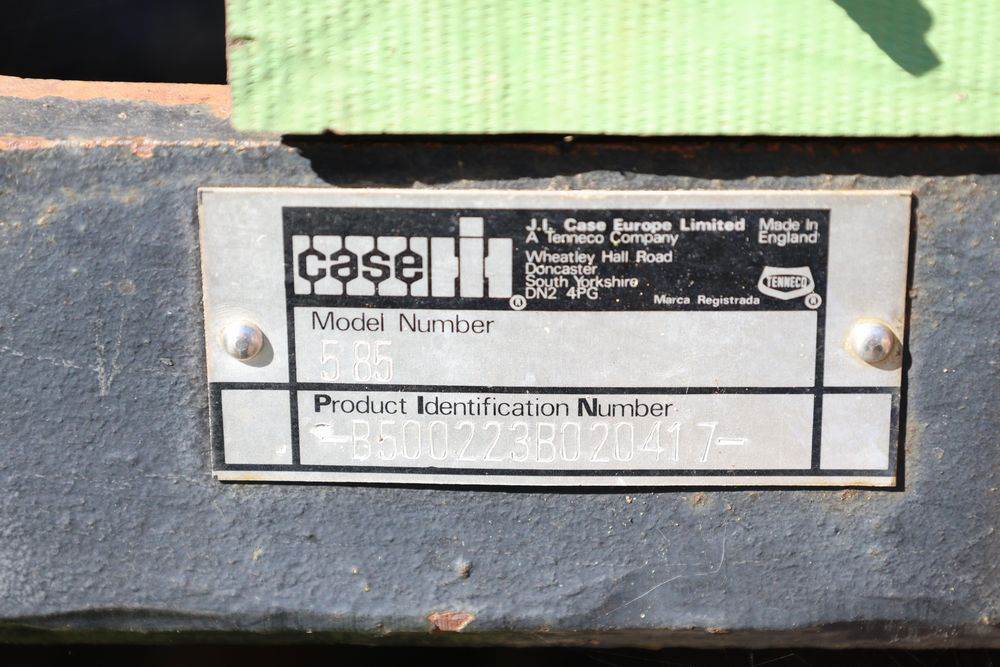 case IH ®
J.I. Case Europe Limited
A Tenneco Company
Wheatley Hall Road
Doncaster
South Yorkshire
DN2 4PG
Made In
England
TENNECO ®
Marca Registrada
Model Number
585
Product Identification Number
-B500223B020417-